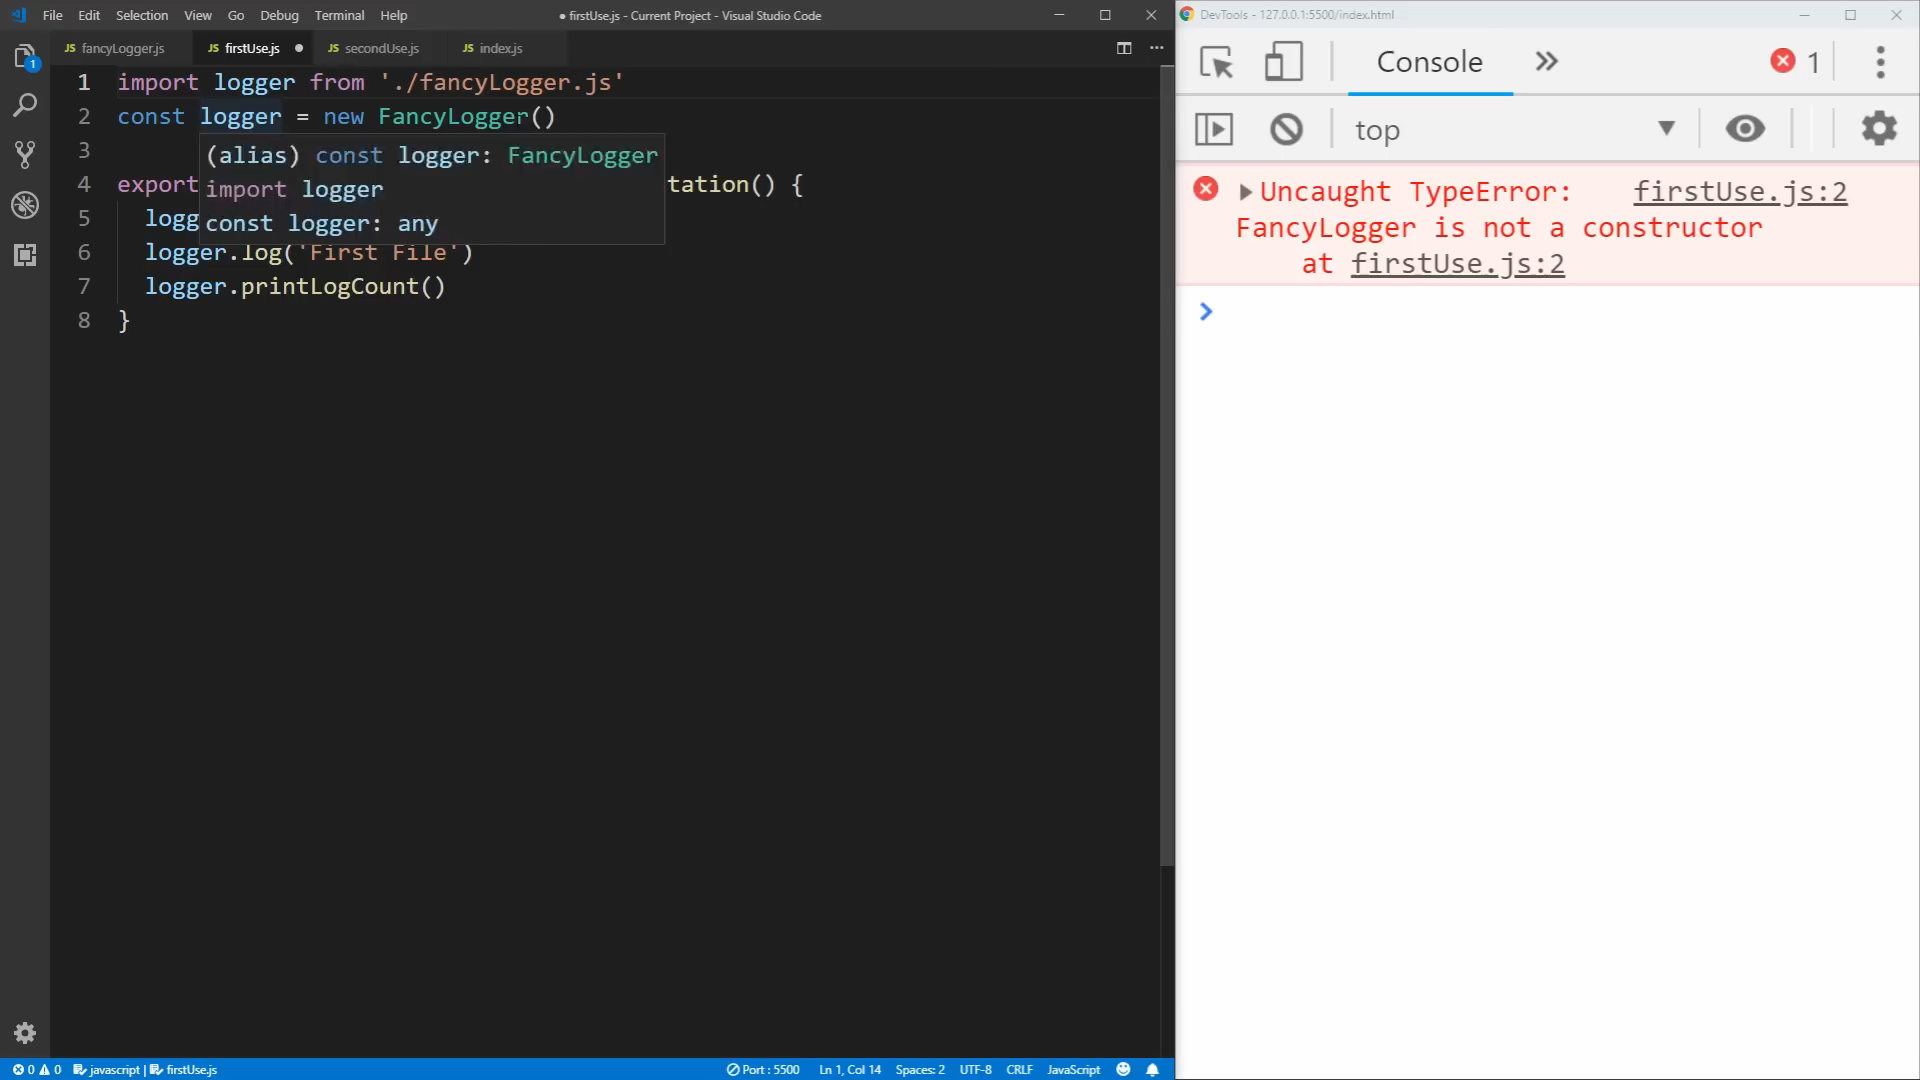 File Edit Selection View Go Debug Terminal Help
● firstUse.js - Current Project - Visual Studio Code
JS fancyLogger.js
JS firstUse.js ●
JS secondUse.js
JS index.js
1 import logger from './fancyLogger.js'
2 const logger = new FancyLogger()
3
4 export
tation() {
5 logg
6 logger.log('First File')
7 logger.printLogCount()
8 }
(alias) const logger: FancyLogger
import logger
const logger: any
1
0 0 javascript | firstUse.js
Port : 5500 Ln 1, Col 14 Spaces: 2 UTF-8 CRLF JavaScript
DevTools - 127.0.0.1:5500/index.html
Console » 1
top
Uncaught TypeError: firstUse.js:2
FancyLogger is not a constructor
at firstUse.js:2